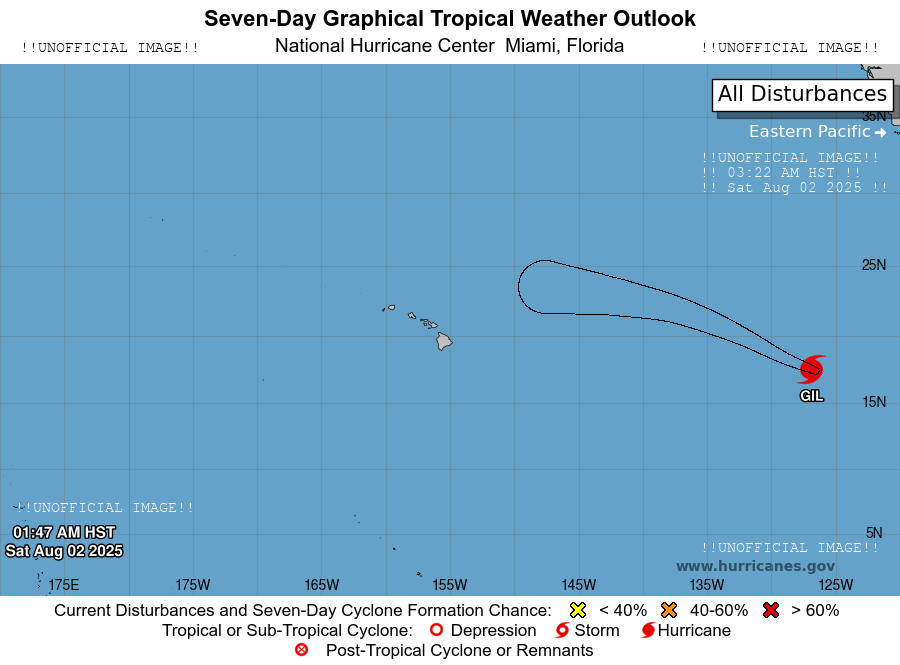 Seven-Day Graphical Tropical Weather Outlook
National Hurricane Center  Miami, Florida
!!UNOFFICIAL IMAGE!!
!!UNOFFICIAL IMAGE!!
All Disturbances
35N
Eastern Pacific
!!UNOFFICIAL IMAGE!!
!! 03:22 AM HST !!
!! Sat Aug 02 2025 !!
25N
GIL
15N
!!UNOFFICIAL IMAGE!!
01:47 AM HST
Sat Aug 02 2025
5N
!!UNOFFICIAL IMAGE!!
www.hurricanes.gov
175E 175W 165W 155W 145W 135W 125W
Current Disturbances and Seven-Day Cyclone Formation Chance: < 40% 40-60% > 60%
Tropical or Sub-Tropical Cyclone: Depression Storm Hurricane
Post-Tropical Cyclone or Remnants